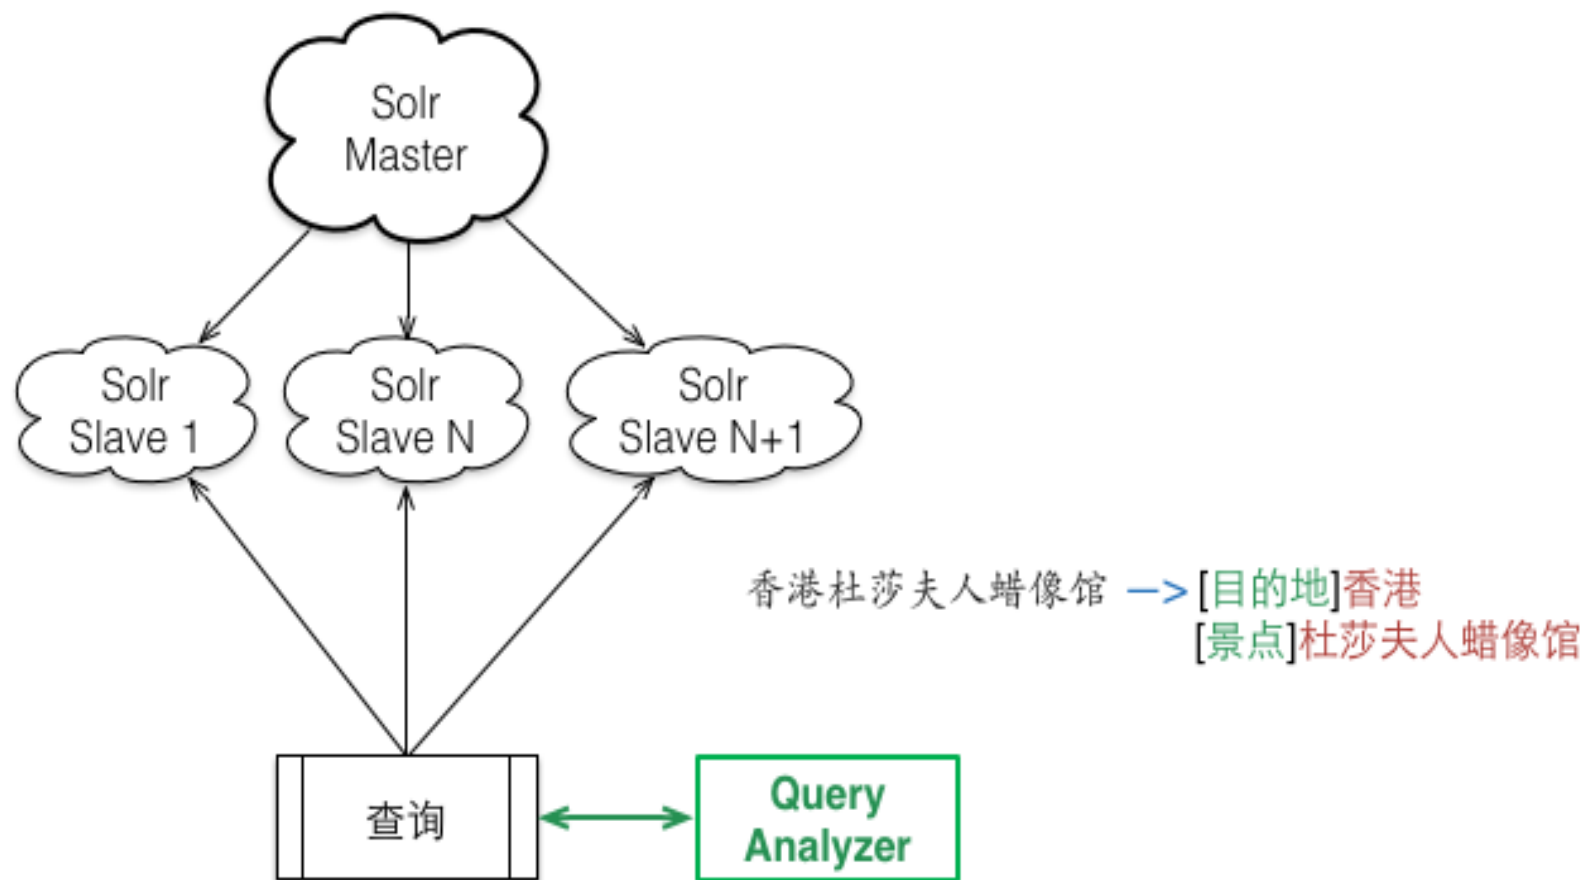 Solr
Master
Solr
Slave 1
Solr
Slave N
Solr
Slave N+1
香港杜莎夫人蜡像馆 —> [目的地]香港
[景点]杜莎夫人蜡像馆
查询
Query
Analyzer